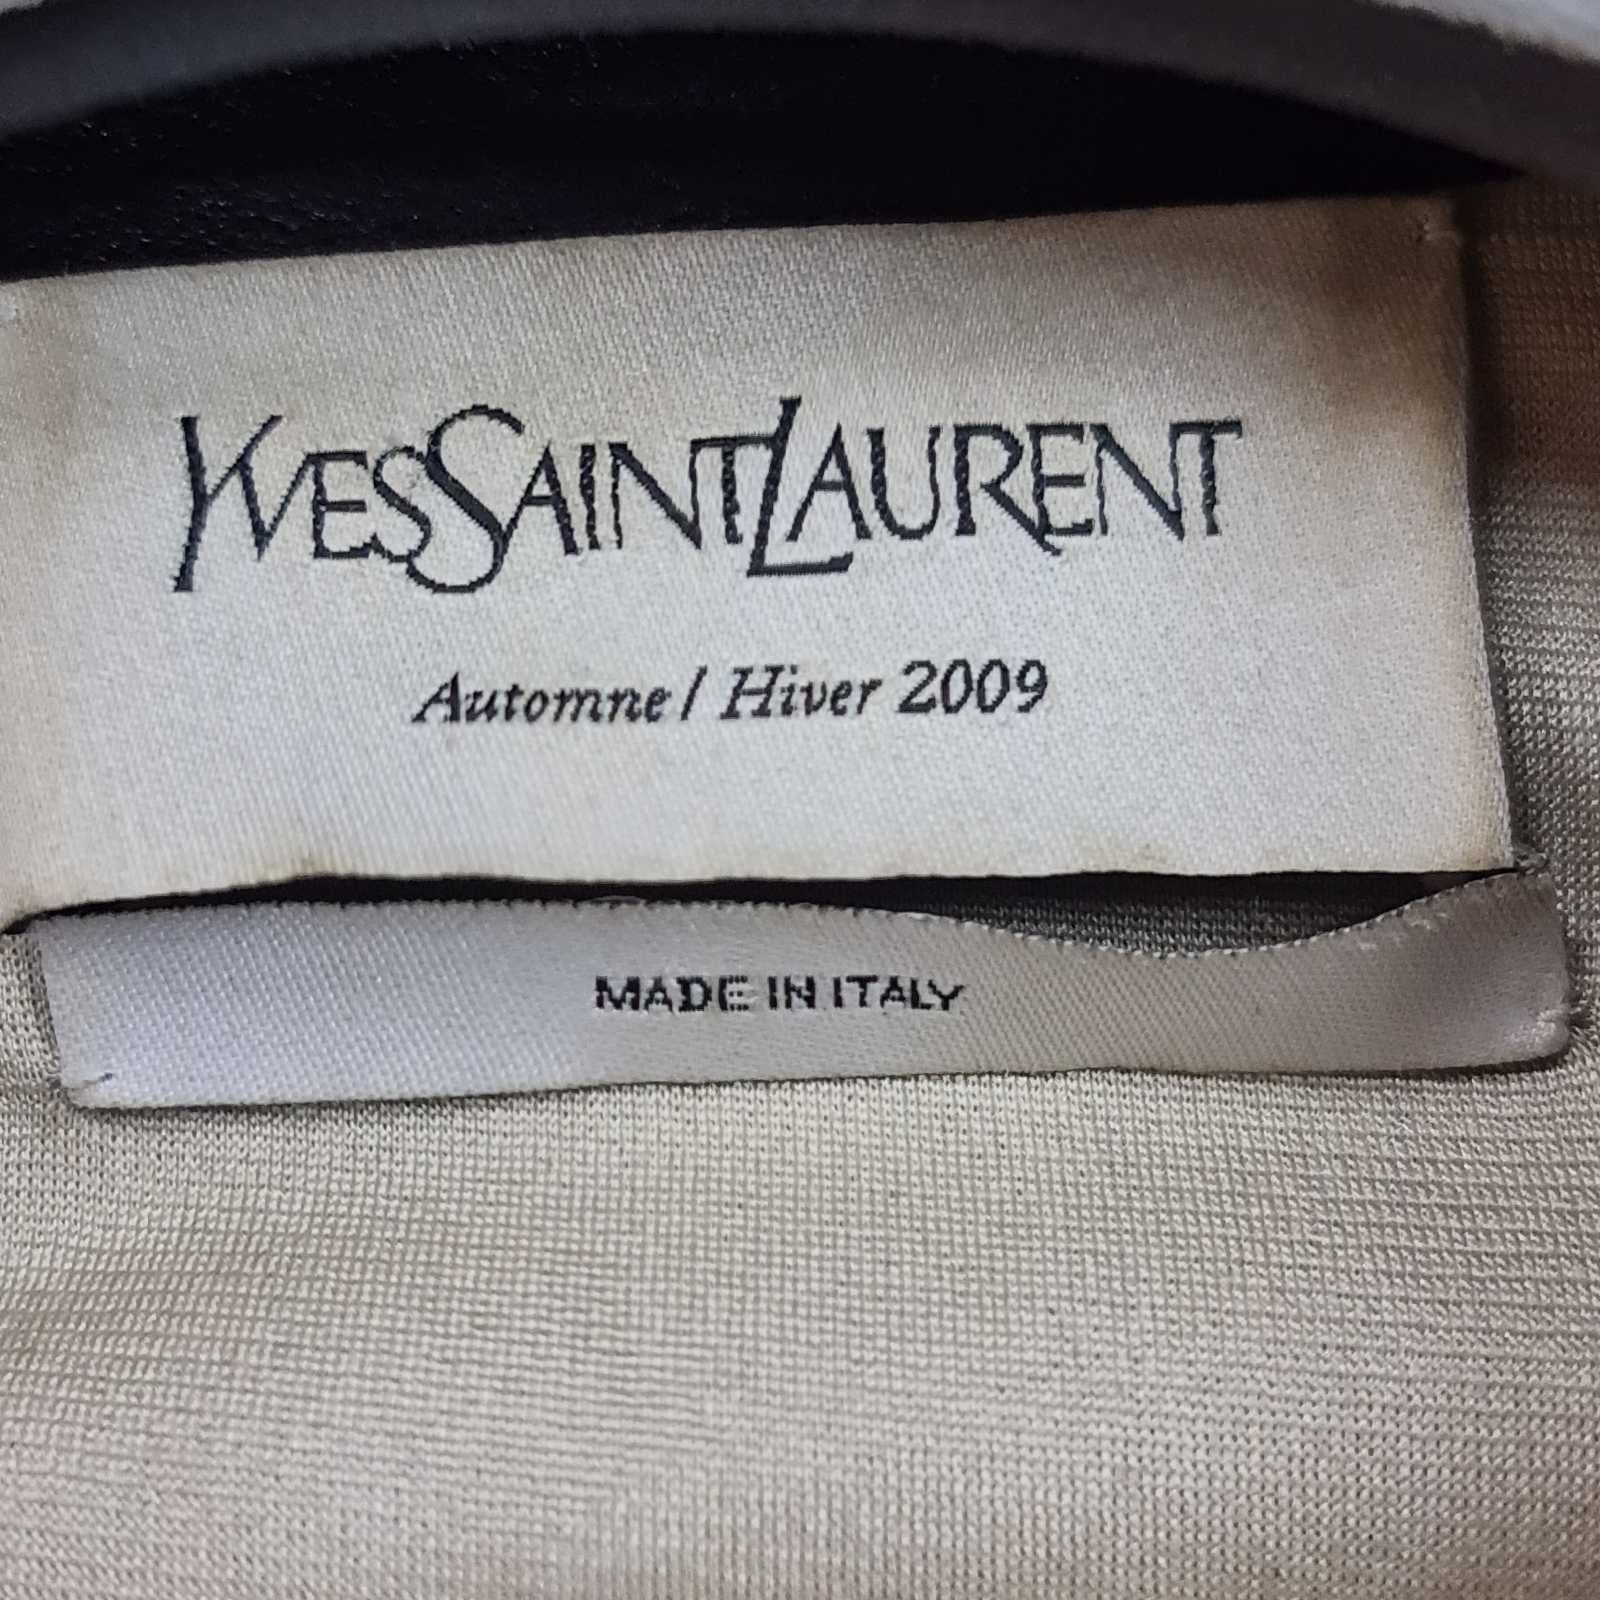 YVESSAINTLAURENT
Automne / Hiver 2009
MADE IN ITALY